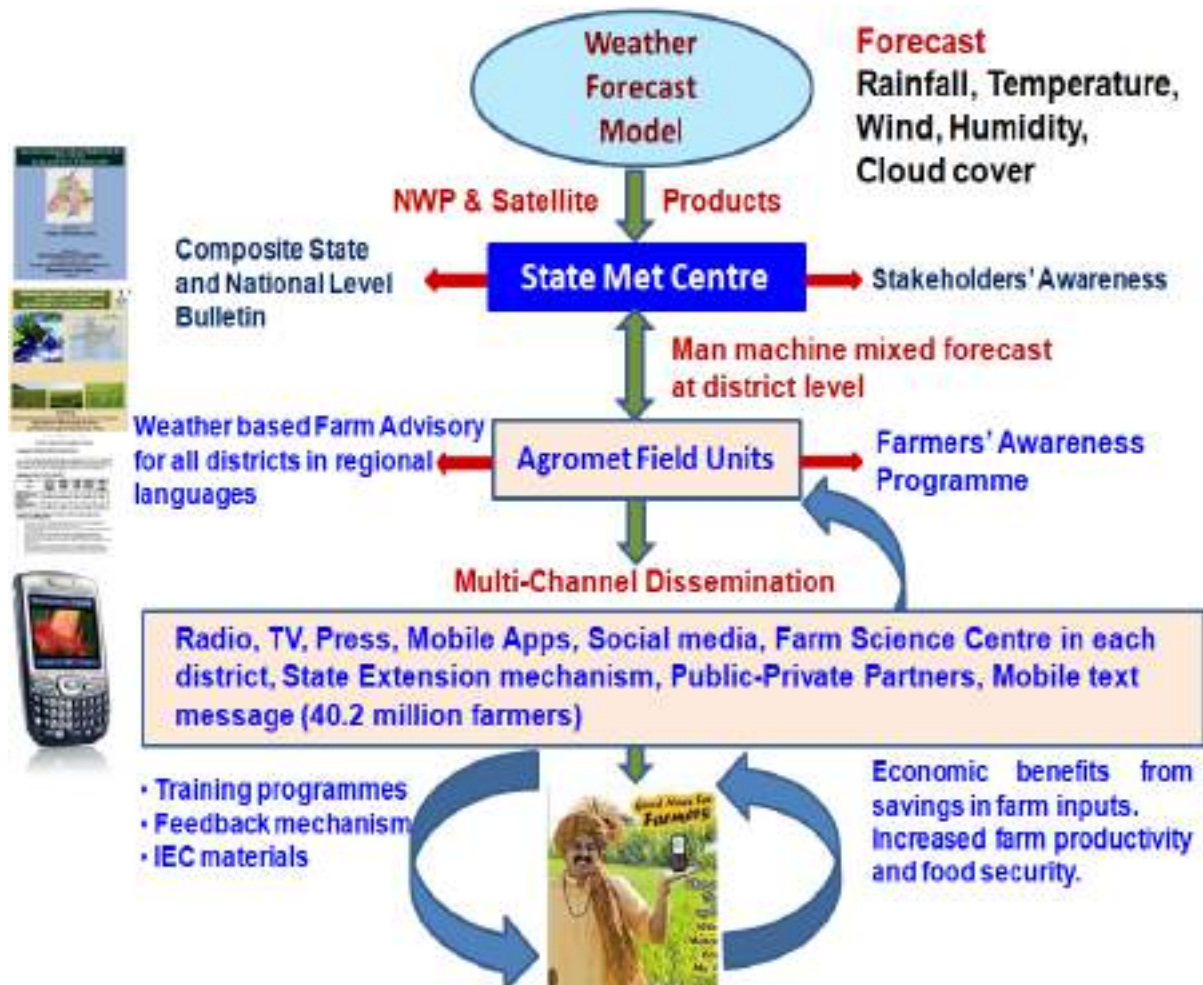 Weather
Forecast
Model
Forecast
Rainfall, Temperature,
Wind, Humidity,
Cloud cover
NWP & Satellite Products
Composite State
and National Level
Bulletin
State Met Centre
Stakeholders' Awareness
Man machine mixed forecast
at district level
Weather based Farm Advisory
for all districts in regional
languages
Agromet Field Units
Farmers' Awareness
Programme
Multi-Channel Dissemination
Radio, TV, Press, Mobile Apps, Social media, Farm Science Centre in each
district, State Extension mechanism, Public-Private Partners, Mobile text
message (40.2 million farmers)
• Training programmes
• Feedback mechanism
• IEC materials
Good News For
Farmers
Economic benefits from
savings in farm inputs.
Increased farm productivity
and food security.